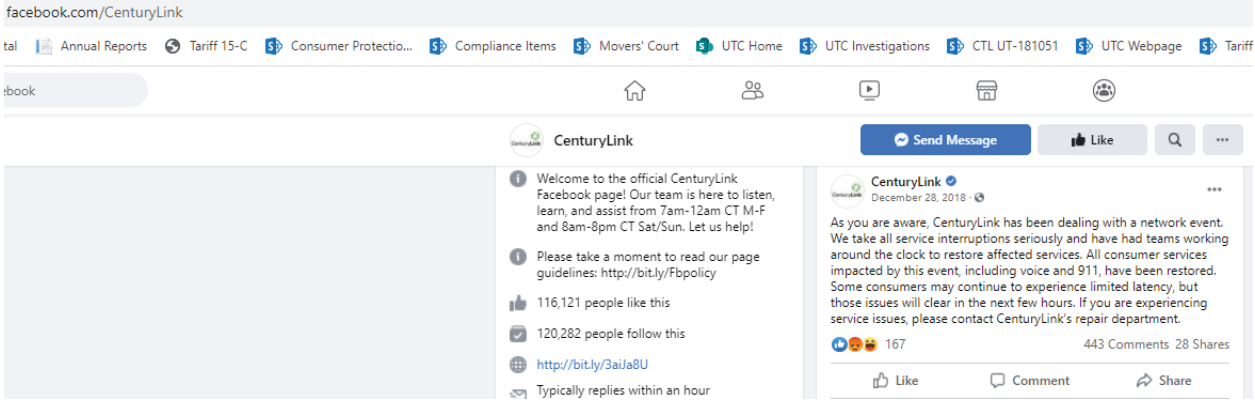 facebook.com/CenturyLink
tal Annual Reports Tariff 15-C Consumer Protectio... Compliance Items Movers' Court UTC Home UTC Investigations CTL UT-181051 UTC Webpage Tariff
ebook
CenturyLink
Send Message
Like
Welcome to the official CenturyLink
Facebook page! Our team is here to listen,
learn, and assist from 7am-12am CT M-F
and 8am-8pm CT Sat/Sun. Let us help!
Please take a moment to read our page
guidelines: http://bit.ly/Fbpolicy
116,121 people like this
120,282 people follow this
http://bit.ly/3aiJa8U
Typically replies within an hour
CenturyLink
December 28, 2018 ·
As you are aware, CenturyLink has been dealing with a network event.
We take all service interruptions seriously and have had teams working
around the clock to restore affected services. All consumer services
impacted by this event, including voice and 911, have been restored.
Some consumers may continue to experience limited latency, but
those issues will clear in the next few hours. If you are experiencing
service issues, please contact CenturyLink's repair department.
167
443 Comments 28 Shares
Like Comment Share